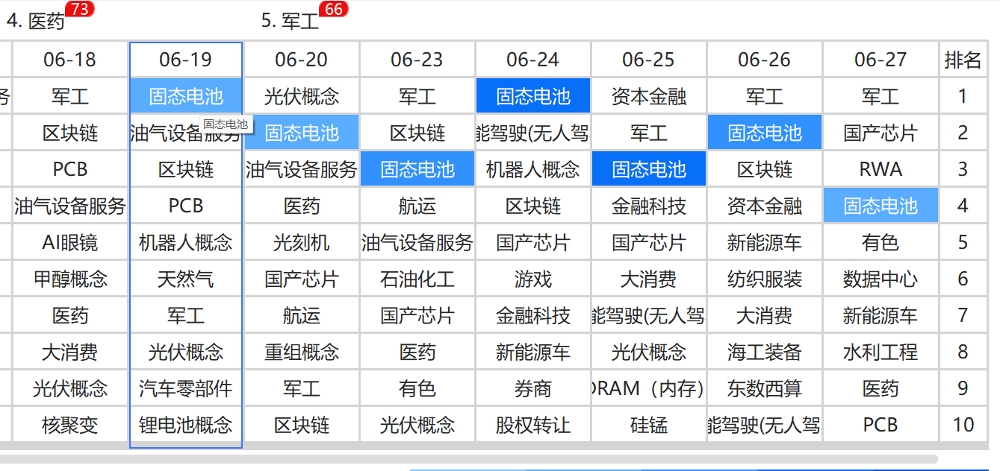 4. 医药 73 5. 军工 66
06-18 06-19 06-20 06-23 06-24 06-25 06-26 06-27 排名
务 军工 固态电池 光伏概念 军工 固态电池 资本金融 军工 军工 1
区块链 油气设备服务 固态电池 区块链 能驾驶(无人驾 军工 固态电池 国产芯片 2
固态电池
PCB 区块链 油气设备服务 固态电池 机器人概念 固态电池 区块链 RWA 3
油气设备服务 PCB 医药 航运 区块链 金融科技 资本金融 固态电池 4
AI眼镜 机器人概念 光刻机 油气设备服务 国产芯片 国产芯片 新能源车 有色 5
甲醇概念 天然气 国产芯片 石油化工 游戏 大消费 纺织服装 数据中心 6
医药 军工 航运 国产芯片 金融科技 能驾驶(无人驾 大消费 新能源车 7
大消费 光伏概念 重组概念 医药 新能源车 光伏概念 海工装备 水利工程 8
光伏概念 汽车零部件 军工 有色 券商 DRAM（内存） 东数西算 医药 9
核聚变 锂电池概念 区块链 光伏概念 股权转让 硅锰 能驾驶(无人驾 PCB 10